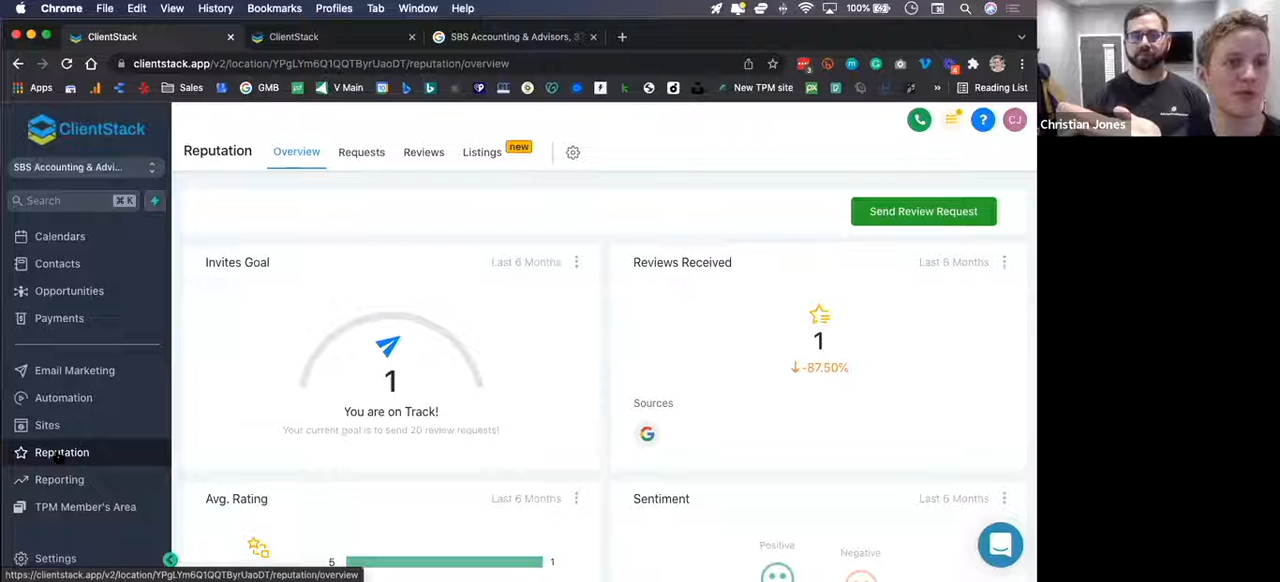 Chrome File Edit View History Bookmarks Profiles Tab Window Help 100%
ClientStack ClientStack SBS Accounting & Advisors, 3
clientstack.app/v2/location/YPgLYm6Q1QQTByrUaoDT/reputation/overview
Apps Sales GMB V Main New TPM site Reading List
Christian Jones
ClientStack
SBS Accounting & Advi...
Search ⌘ K
Calendars
Contacts
Opportunities
Payments
Email Marketing
Automation
Sites
Reputation
Reporting
TPM Member's Area
Settings
CJ
Reputation Overview Requests Reviews Listings new
Send Review Request
Invites Goal Last 6 Months
1
You are on Track!
Your current goal is to send 20 review requests!
Reviews Received Last 6 Months
1
↓-87.50%
Sources
Avg. Rating Last 6 Months
5 1
Sentiment Last 6 Months
Positive Negative
https://clientstack.app/v2/location/YPgLYm6Q1QQTByrUaoDT/reputation/overview